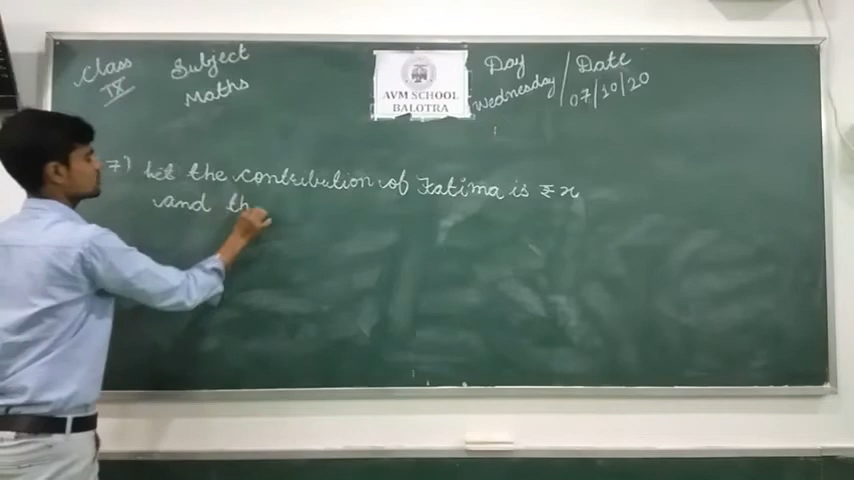 Class
IX
Subject
Maths
AVM SCHOOL
BALOTRA
Day / Date
Wednesday / 07/10/20
7) Let the contribution of Fatima is ₹ x
and th